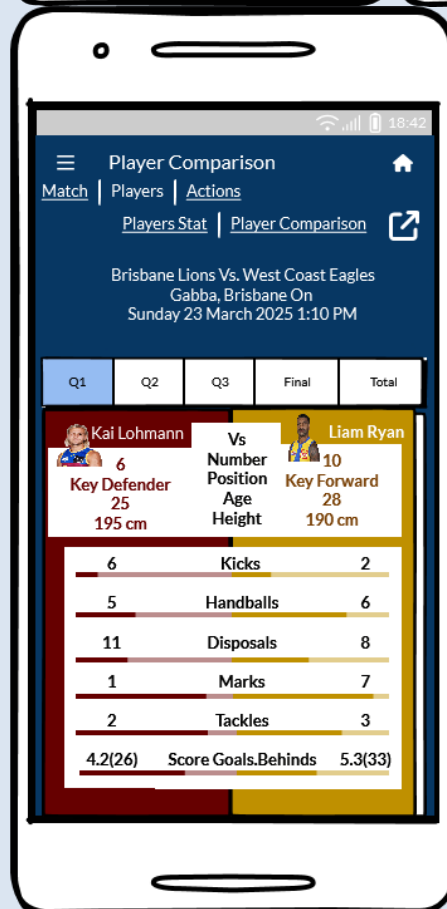 18:42
Player Comparison
Match | Players | Actions
Players Stat | Player Comparison
Brisbane Lions Vs. West Coast Eagles
Gabba, Brisbane On
Sunday 23 March 2025 1:10 PM
Q1 Q2 Q3 Final Total
Kai Lohmann Vs Liam Ryan
6 Number 10
Key Defender Position Key Forward
25 Age 28
195 cm Height 190 cm
6 Kicks 2
5 Handballs 6
11 Disposals 8
1 Marks 7
2 Tackles 3
4.2(26) Score Goals.Behinds 5.3(33)